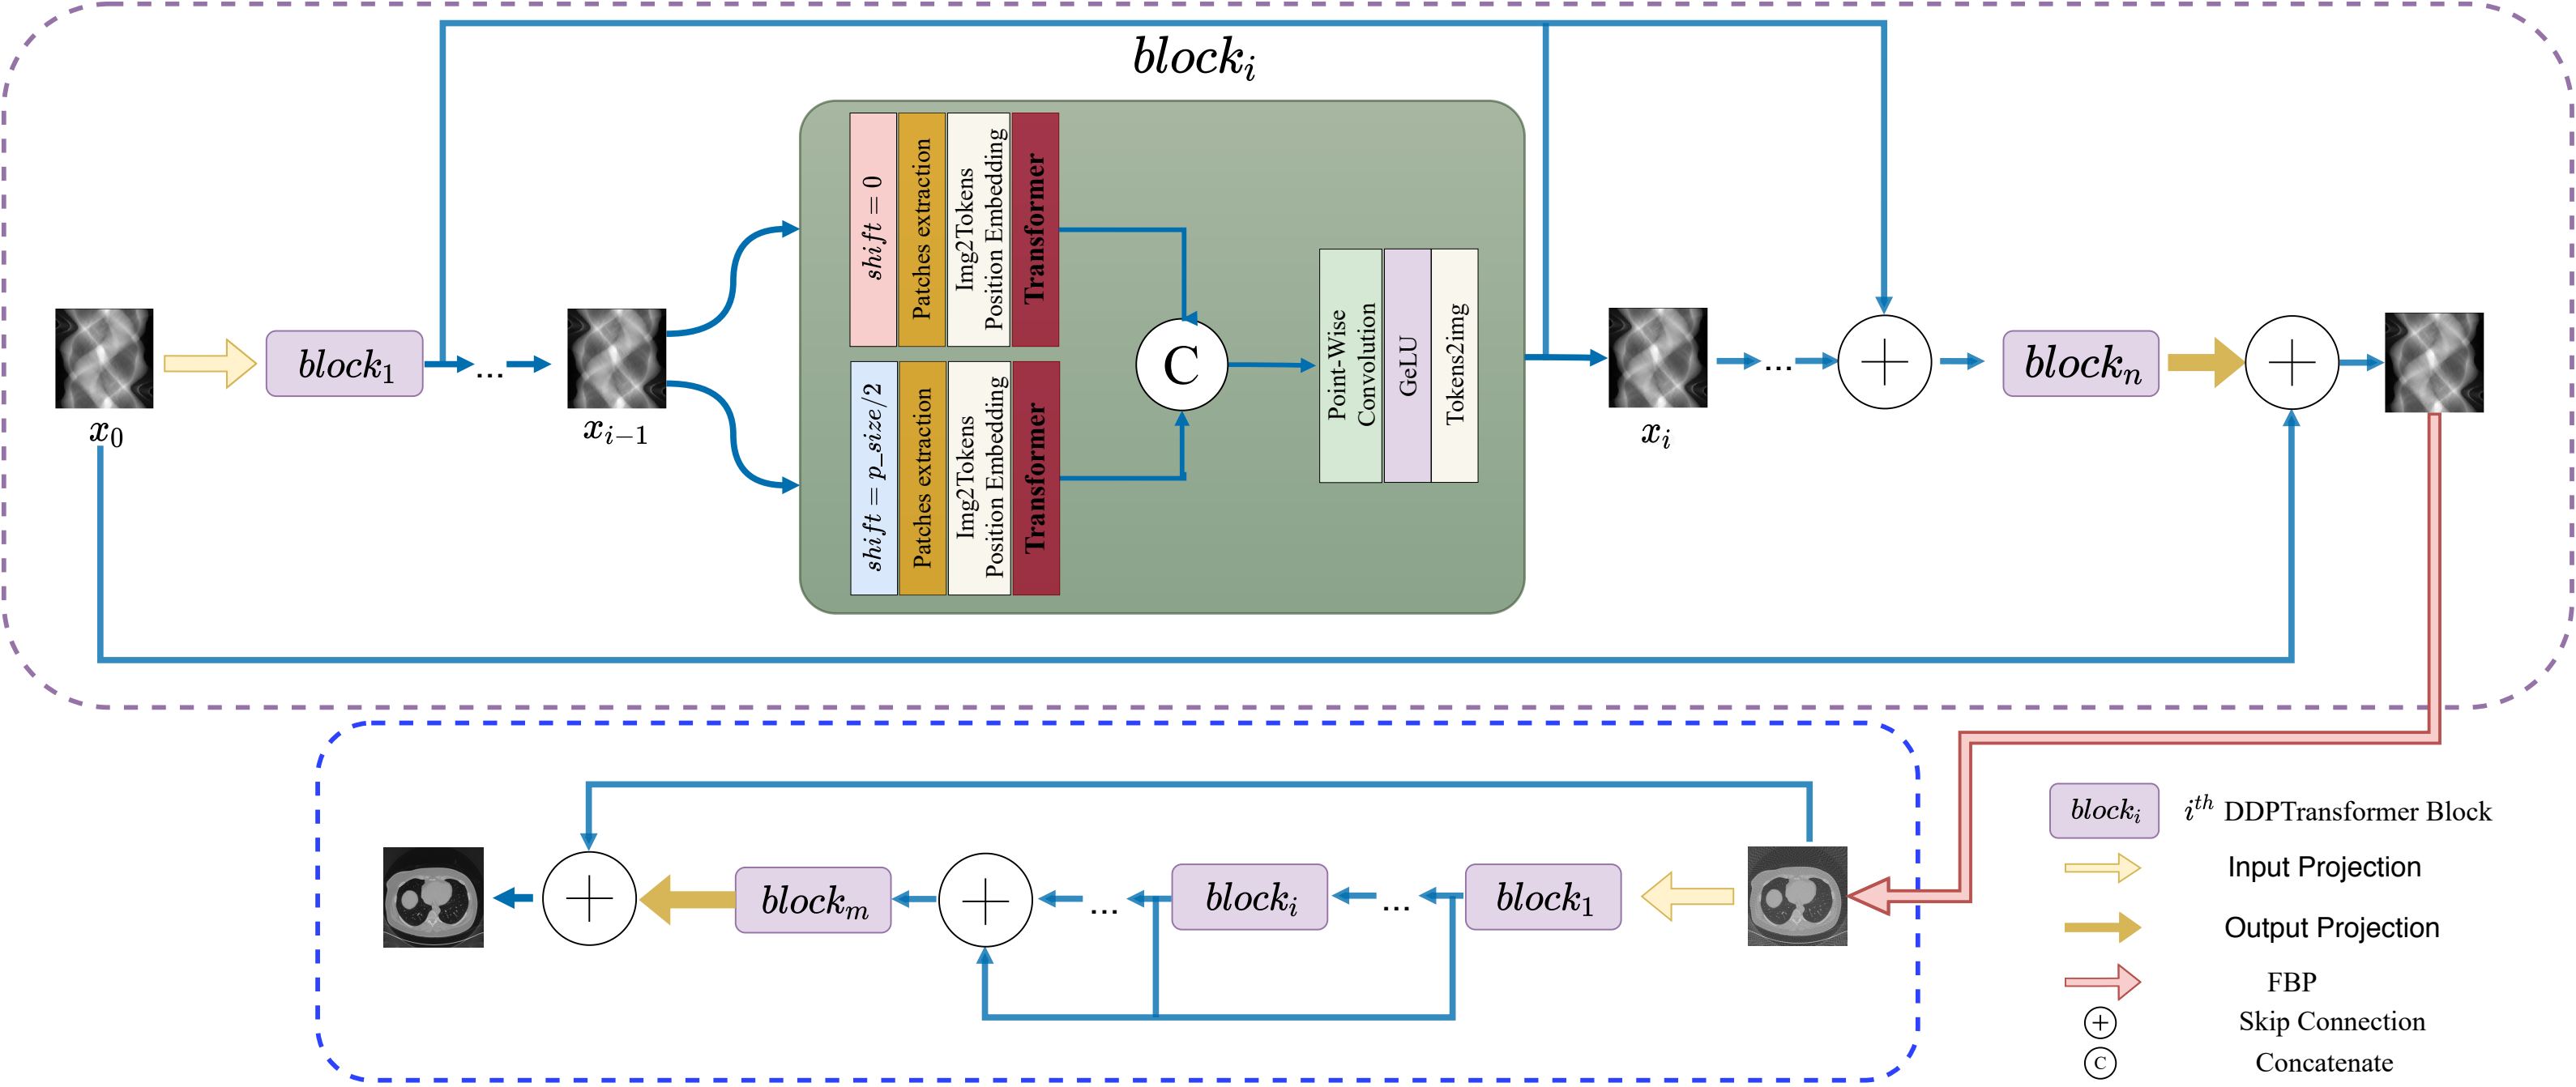 block_i
shift = 0
Patches extraction
Img2Tokens
Position Embedding
Transformer
shift = p_size/2
Patches extraction
Img2Tokens
Position Embedding
Transformer
C
Point-Wise
Convolution
GeLU
Tokens2img
x_0
block_1
...
x_{i-1}
x_i
...
+
block_n
+
+
block_m
+
...
block_i
...
block_1
block_i
i^{th} DDPTransformer Block
Input Projection
Output Projection
FBP
+ Skip Connection
C Concatenate